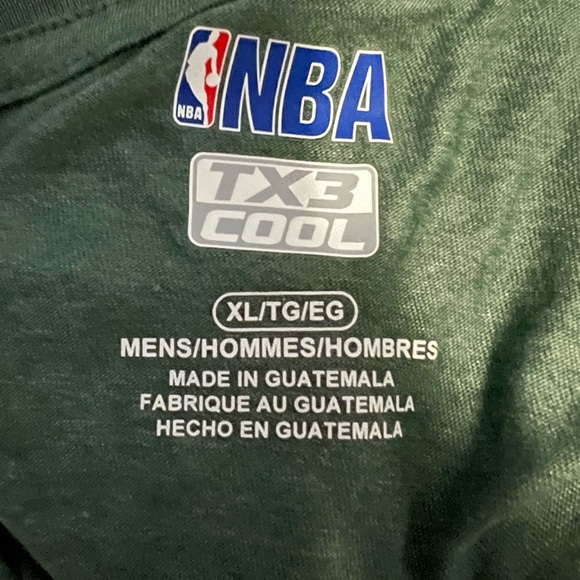 NBA
NBA
TX3
COOL
XL/TG/EG
MENS/HOMMES/HOMBRES
MADE IN GUATEMALA
FABRIQUE AU GUATEMALA
HECHO EN GUATEMALA